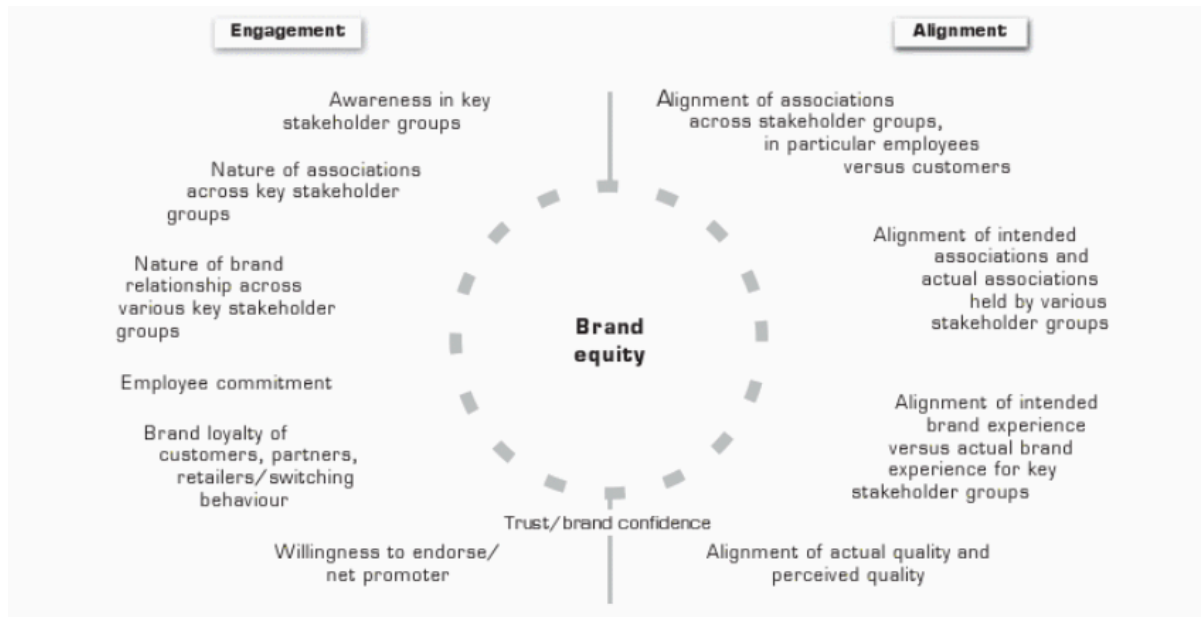 Engagement
Awareness in key
stakeholder groups
Nature of associations
across key stakeholder
groups
Nature of brand
relationship across
various key stakeholder
groups
Employee commitment
Brand loyalty of
customers, partners,
retailers/switching
behaviour
Willingness to endorse/
net promoter
Brand
equity
Trust/brand confidence
Alignment
Alignment of associations
across stakeholder groups,
in particular employees
versus customers
Alignment of intended
associations and
actual associations
held by various
stakeholder groups
Alignment of intended
brand experience
versus actual brand
experience for key
stakeholder groups
Alignment of actual quality and
perceived quality